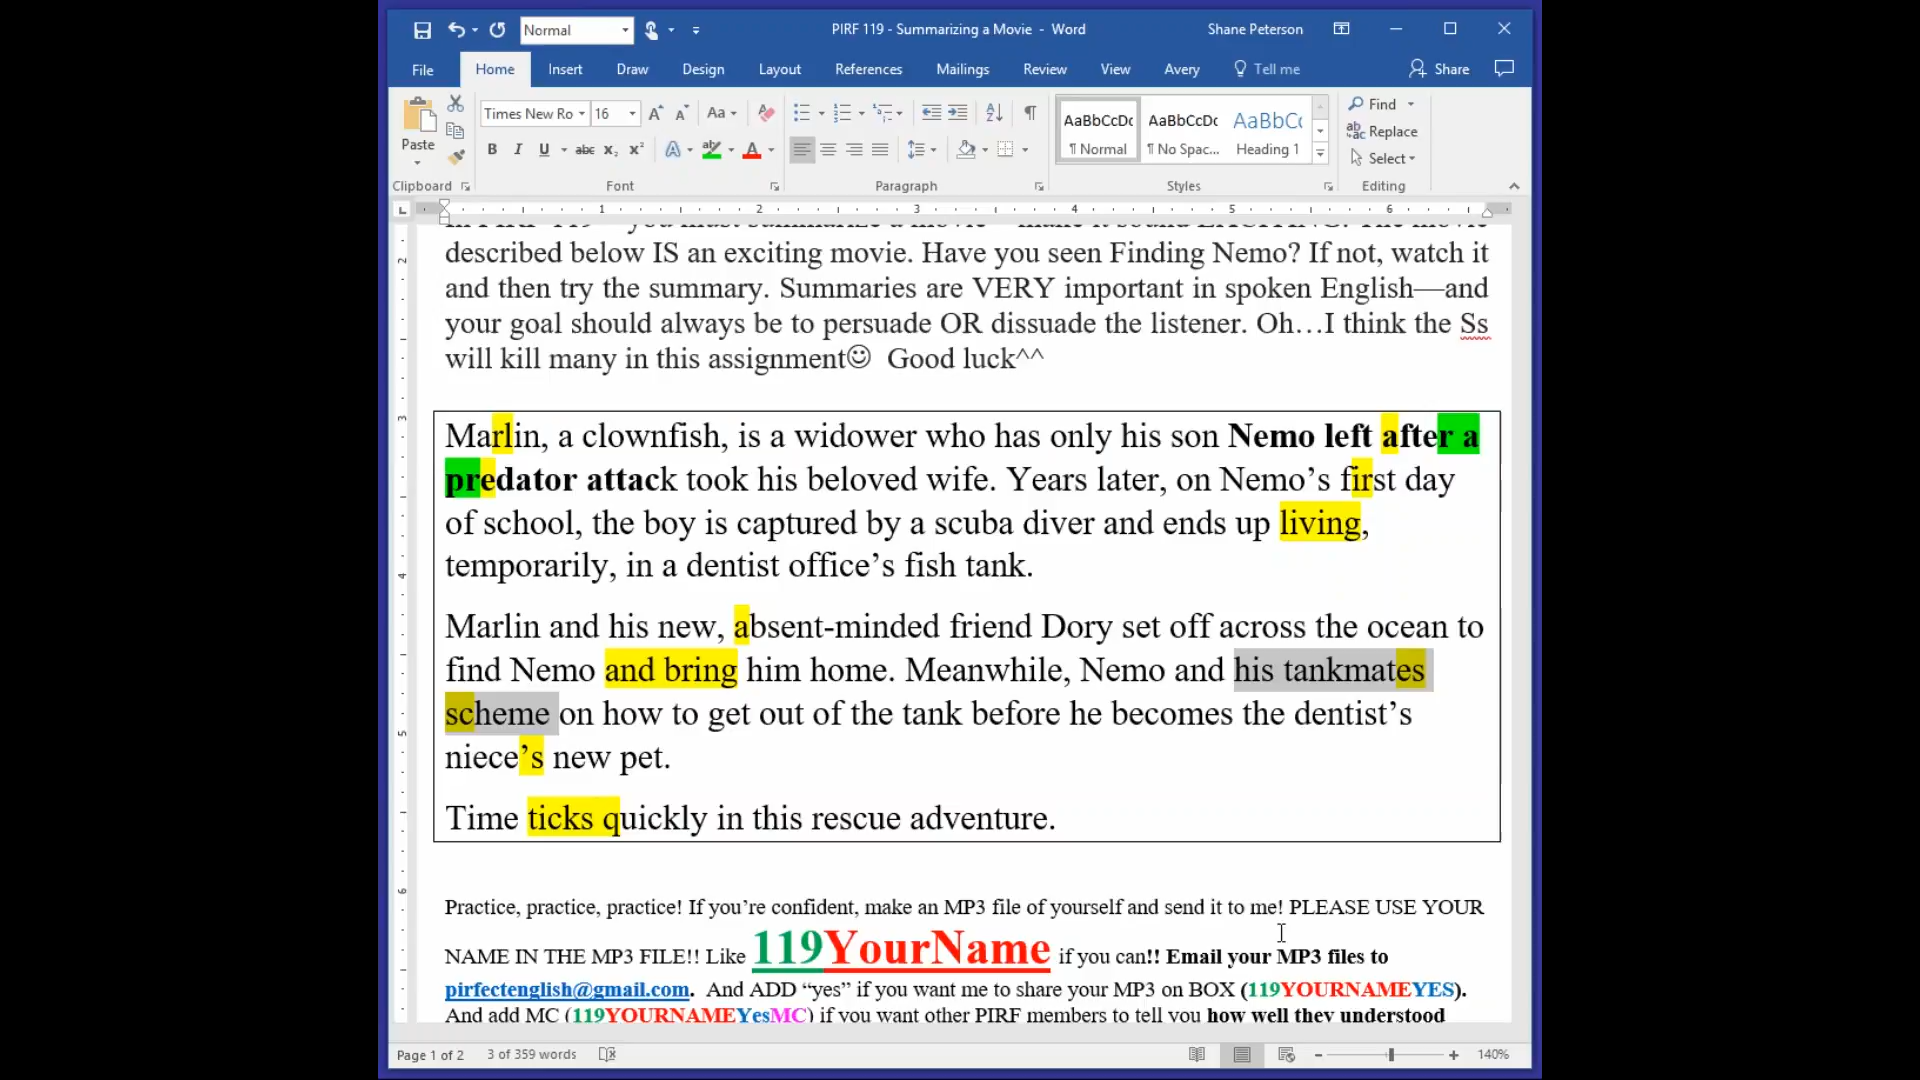 Normal
PIRF 119 - Summarizing a Movie - Word
Shane Peterson
File Home Insert Draw Design Layout References Mailings Review View Avery Tell me Share
Paste
Times New Ro 16 Aa
AaBbCcDc AaBbCcDc AaBbCc
¶ Normal ¶ No Spac... Heading 1
Find
Replace
Select
Clipboard Font Paragraph Styles Editing
1 2 3 4 5 6
described below IS an exciting movie. Have you seen Finding Nemo? If not, watch it
and then try the summary. Summaries are VERY important in spoken English—and
your goal should always be to persuade OR dissuade the listener. Oh…I think the Ss
will kill many in this assignment☺ Good luck^^
Marlin, a clownfish, is a widower who has only his son Nemo left after a
predator attack took his beloved wife. Years later, on Nemo’s first day
of school, the boy is captured by a scuba diver and ends up living,
temporarily, in a dentist office’s fish tank.
Marlin and his new, absent-minded friend Dory set off across the ocean to
find Nemo and bring him home. Meanwhile, Nemo and his tankmates
scheme on how to get out of the tank before he becomes the dentist’s
niece’s new pet.
Time ticks quickly in this rescue adventure.
Practice, practice, practice! If you’re confident, make an MP3 file of yourself and send it to me! PLEASE USE YOUR
NAME IN THE MP3 FILE!! Like 119YourName if you can!! Email your MP3 files to
pirfectenglish@gmail.com. And ADD “yes” if you want me to share your MP3 on BOX (119YOURNAMEYES).
And add MC (119YOURNAMEYesMC) if you want other PIRF members to tell you how well they understood
Page 1 of 2 3 of 359 words 140%